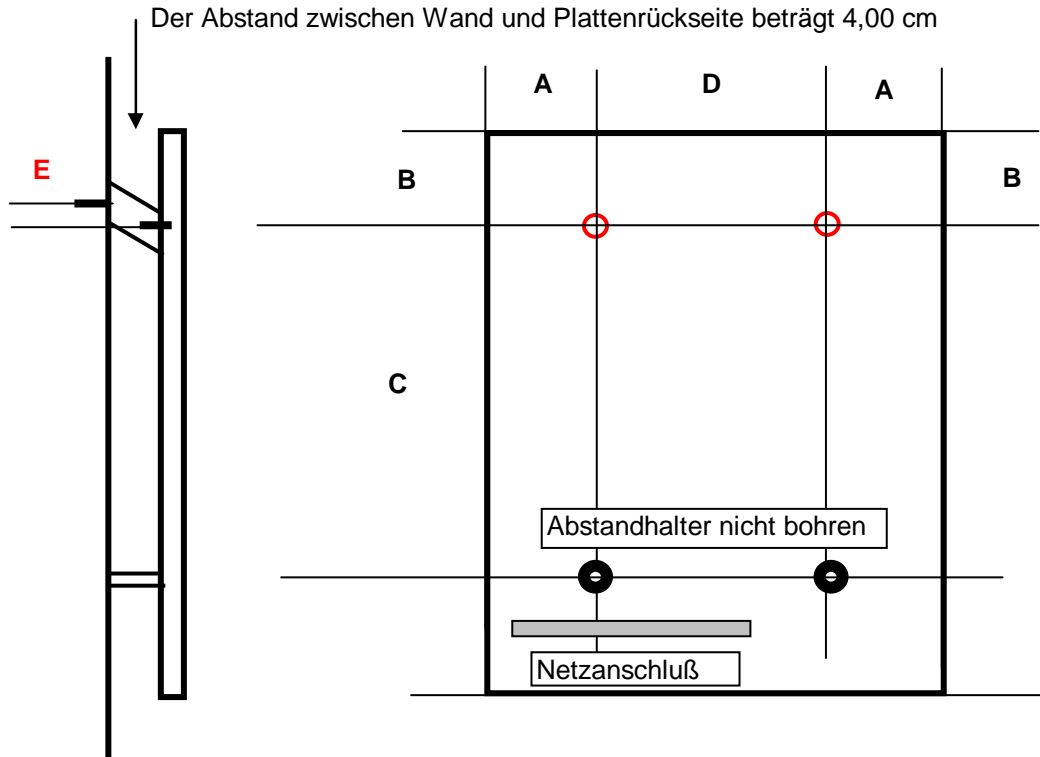 Der Abstand zwischen Wand und Plattenrückseite beträgt 4,00 cm
A D A
E B B
C
Abstandhalter nicht bohren
Netzanschluß